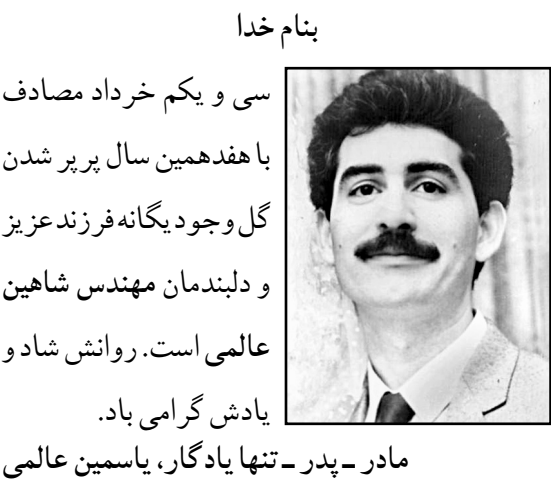 بنام خدا
سی و یکم خرداد مصادف
با هفدهمین سال پرپر شدن
گل وجود یگانه فرزند عزیز
و دلبندمان مهندس شاهین
عالمی است. روانش شاد و
یادش گرامی باد.
مادر ـ پدر ـ تنها یادگار، یاسمین عالمی